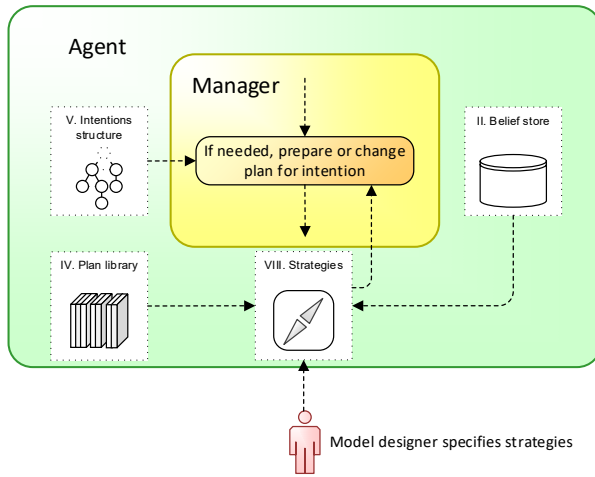 Agent
Manager
V. Intentions
structure
II. Belief store
If needed, prepare or change
plan for intention
IV. Plan library
VIII. Strategies
Model designer specifies strategies